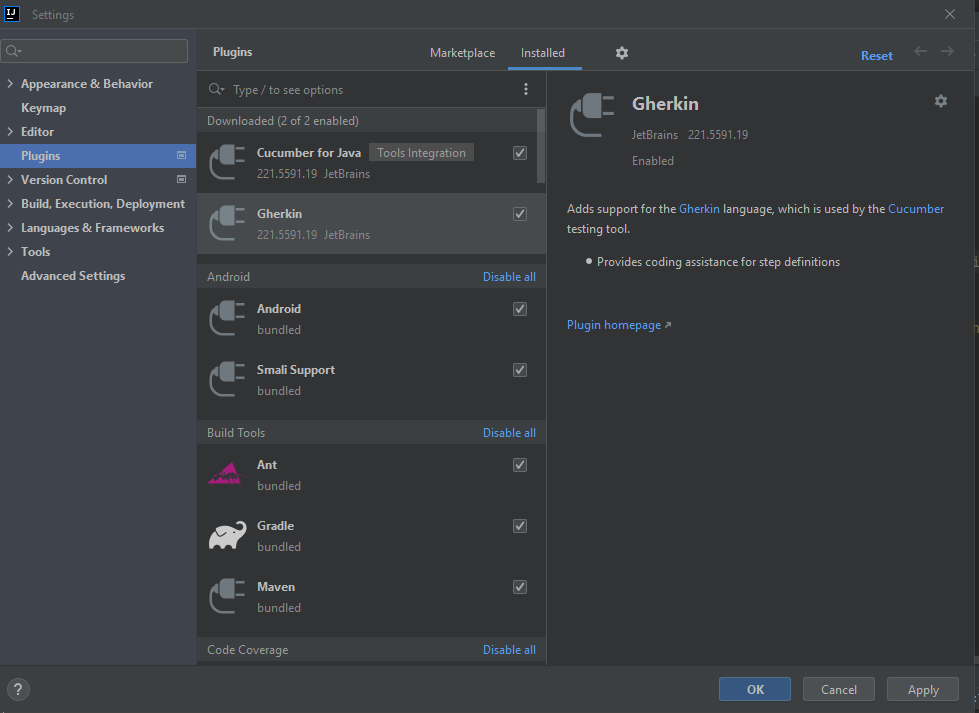 IJ
Settings
Appearance & Behavior
Keymap
Editor
Plugins
Version Control
Build, Execution, Deployment
Languages & Frameworks
Tools
Advanced Settings
Plugins Marketplace Installed Reset
Type / to see options
Downloaded (2 of 2 enabled)
Cucumber for Java Tools Integration
221.5591.19 JetBrains
Gherkin
221.5591.19 JetBrains
Android Disable all
Android
bundled
Smali Support
bundled
Build Tools Disable all
Ant
bundled
Gradle
bundled
Maven
bundled
Code Coverage Disable all
Gherkin
JetBrains 221.5591.19
Enabled
Adds support for the Gherkin language, which is used by the Cucumber
testing tool.
• Provides coding assistance for step definitions
Plugin homepage ↗
? OK Cancel Apply